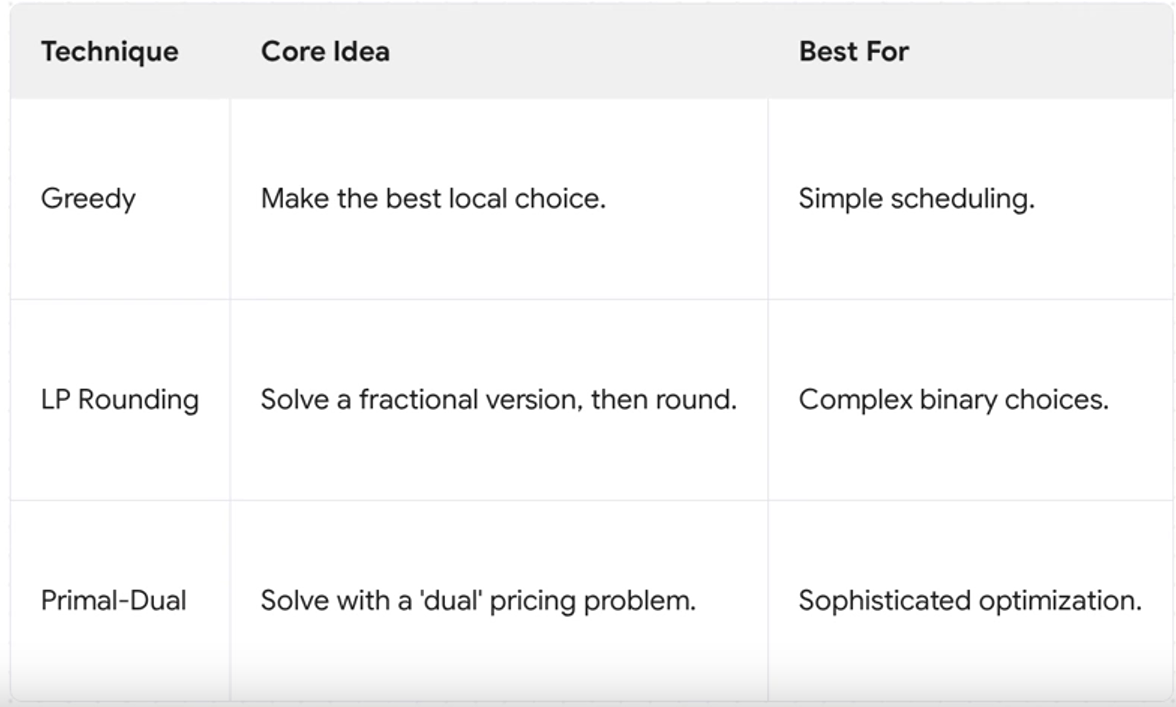 Technique Core Idea Best For
Greedy Make the best local choice. Simple scheduling.
LP Rounding Solve a fractional version, then round. Complex binary choices.
Primal-Dual Solve with a 'dual' pricing problem. Sophisticated optimization.